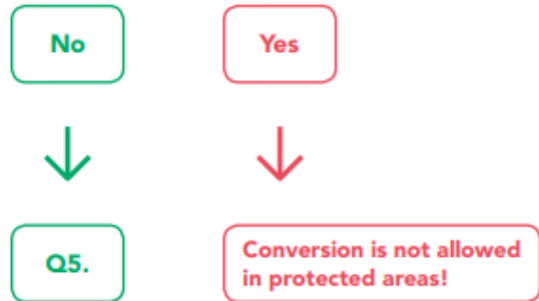 No
Yes
Q5.
Conversion is not allowed
in protected areas!